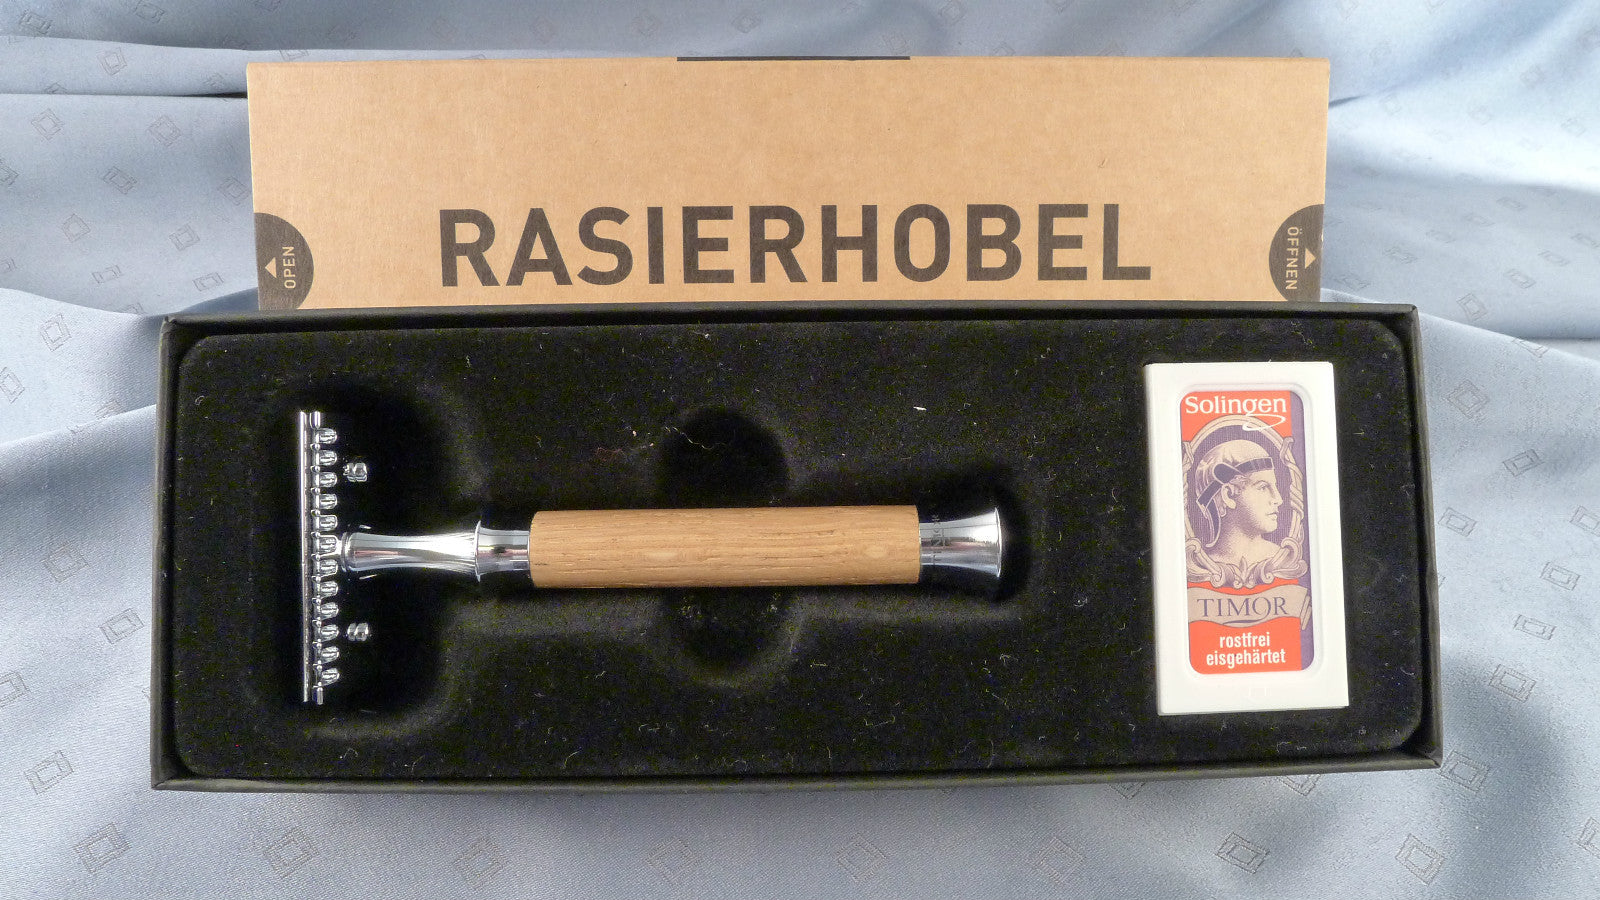 RASIERHOBEL
OPEN
ÖFFNEN
Solingen
TIMOR
rostfrei
eisgehärtet